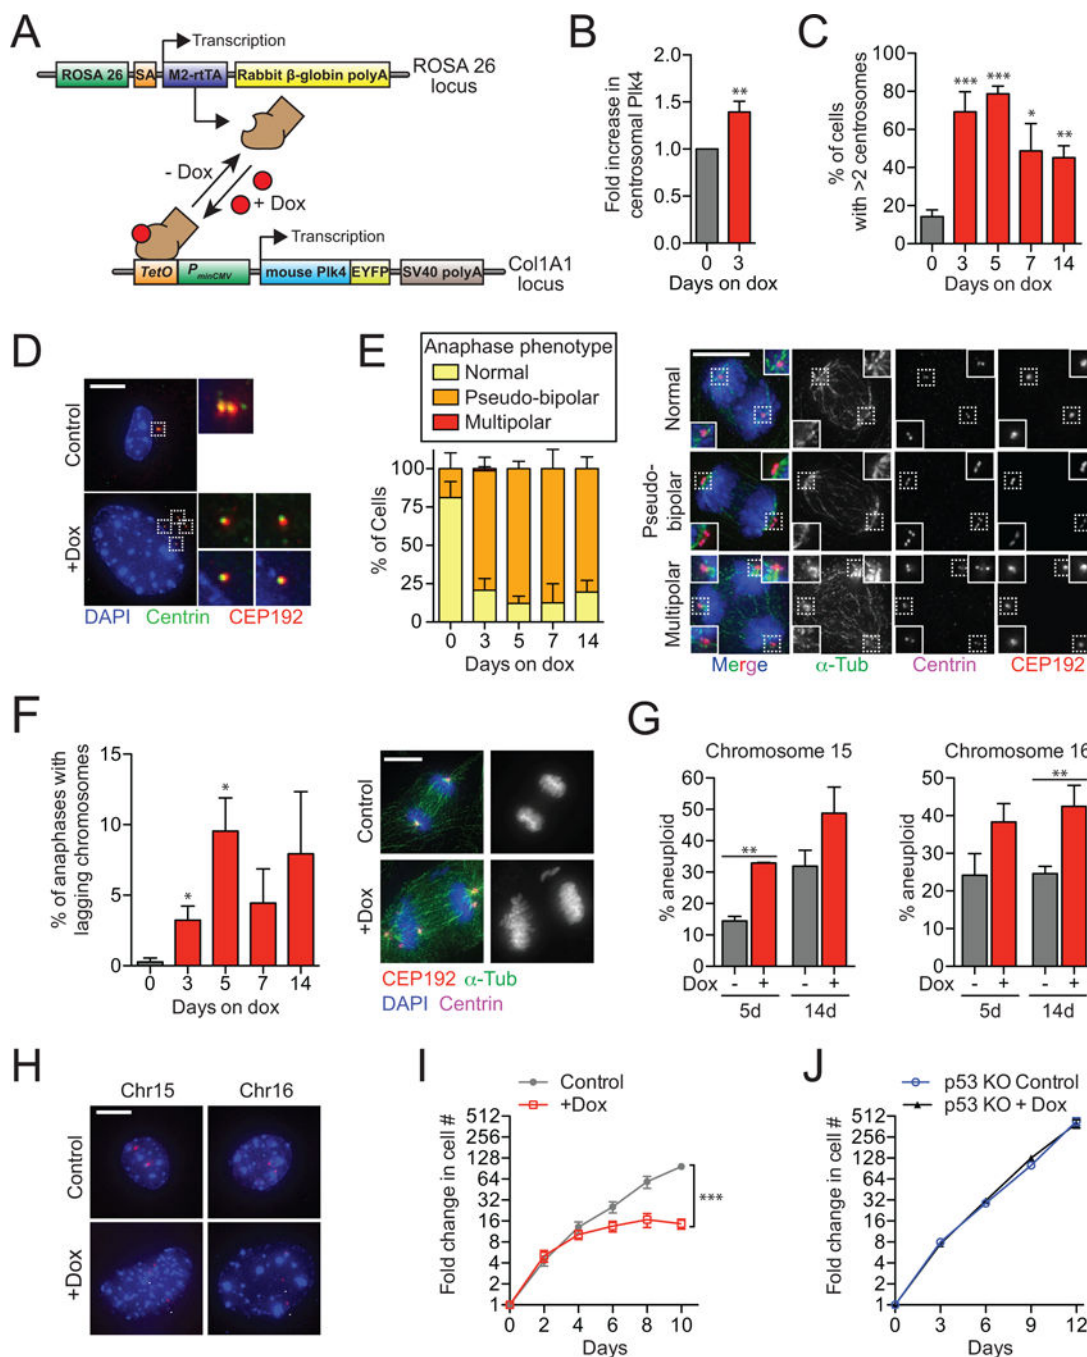 A
Transcription
ROSA 26 SA M2-rtTA Rabbit β-globin polyA
ROSA 26
locus
- Dox
+ Dox
Transcription
TetO PminCMV mouse Plk4 EYFP SV40 polyA
Col1A1
locus
B
Fold increase in
centrosomal Plk4
2.0
1.5
1.0
0.5
0.0
**
0 3
Days on dox
C
% of cells
with >2 centrosomes
100
80
60
40
20
0
*** *** * **
0 3 5 7 14
Days on dox
D
Control
+Dox
DAPI Centrin CEP192
E
Anaphase phenotype
Normal
Pseudo-bipolar
Multipolar
% of Cells
100
75
50
25
0
0 3 5 7 14
Days on dox
Normal
Pseudo-
bipolar
Multipolar
Merge α-Tub Centrin CEP192
F
% of anaphases with
lagging chromosomes
15
10
5
0
* *
0 3 5 7 14
Days on dox
Control
+Dox
CEP192 α-Tub
DAPI Centrin
G
Chromosome 15
% aneuploid
60
50
40
30
20
10
0
**
Dox - + - +
5d 14d
Chromosome 16
% aneuploid
50
40
30
20
10
0
**
Dox - + - +
5d 14d
H
Chr15 Chr16
Control
+Dox
I
Control
+Dox
Fold change in cell #
512
256
128
64
32
16
8
4
2
1
***
0 2 4 6 8 10
Days
J
p53 KO Control
p53 KO + Dox
Fold change in cell #
512
256
128
64
32
16
8
4
2
1
0 3 6 9 12
Days